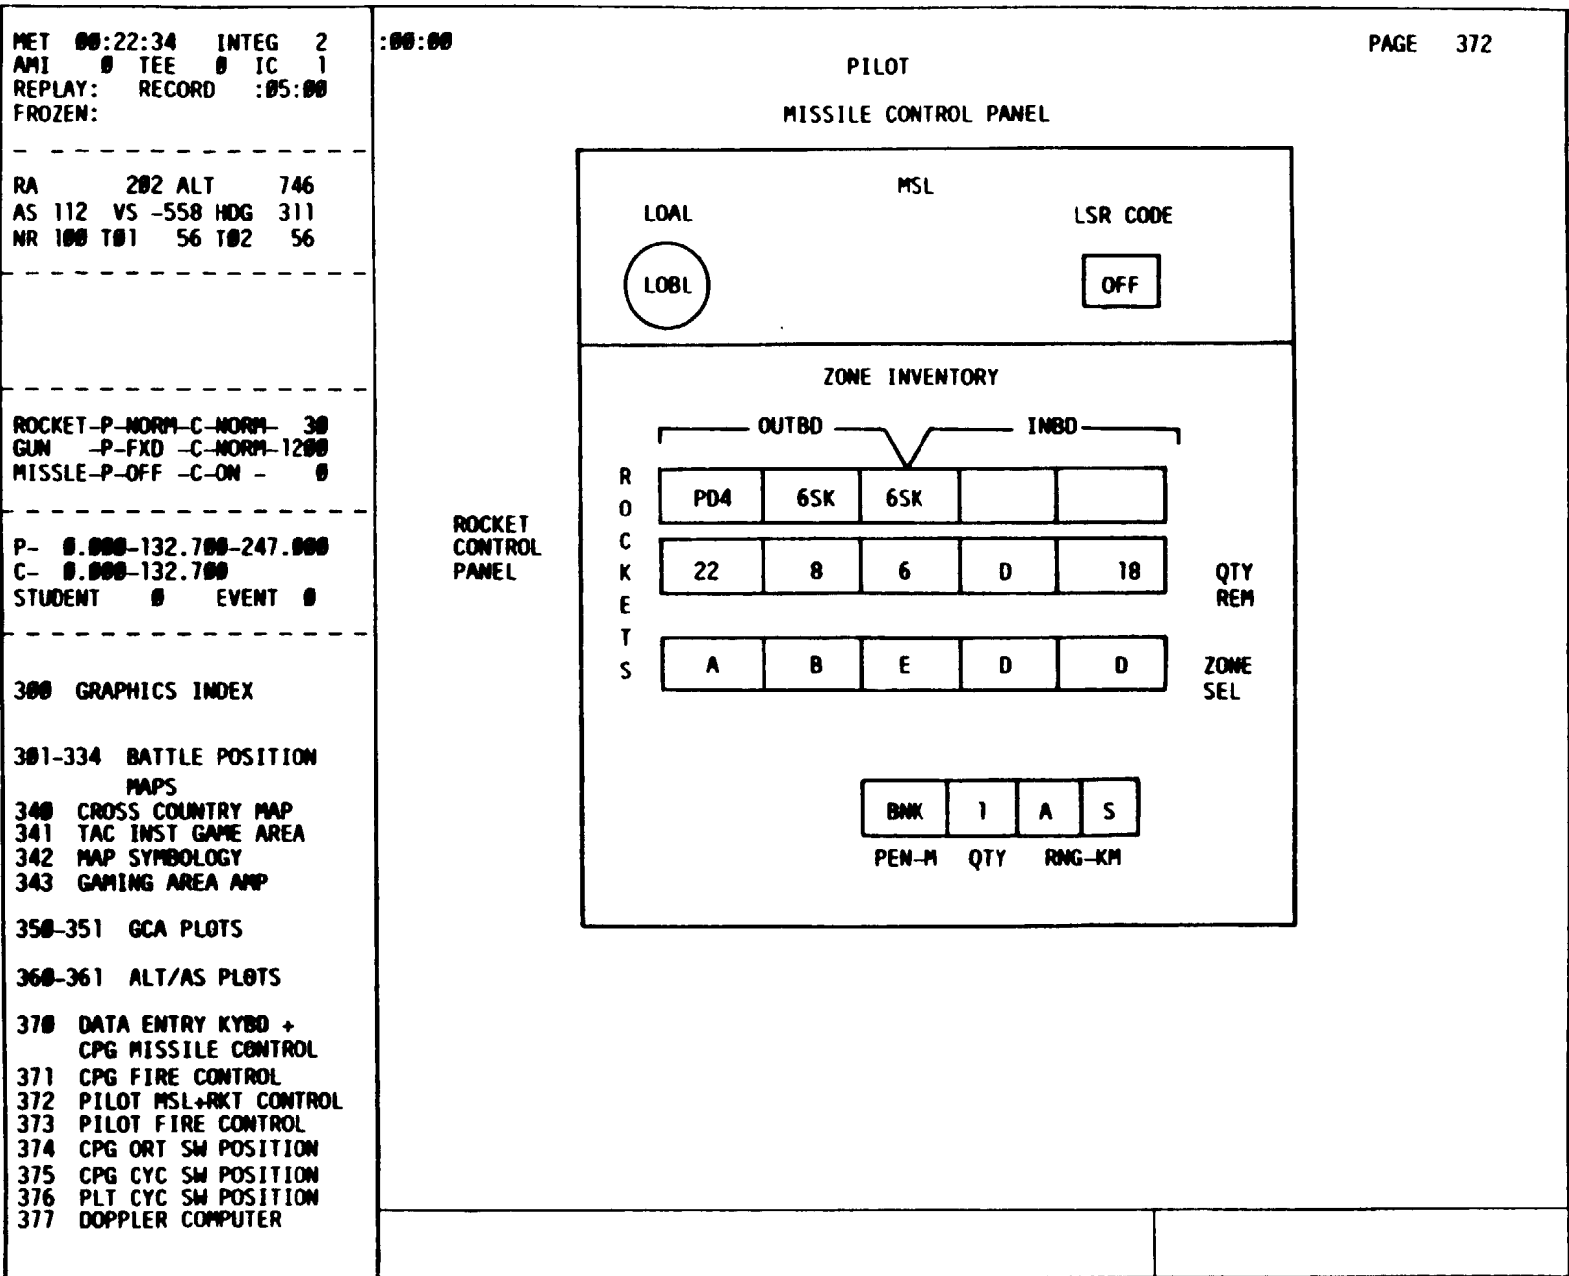 MET 00:22:34 INTEG 2 :00:00
AMI 0 TEE 0 IC 1
REPLAY: RECORD :05:00
FROZEN:
RA 202 ALT 746
AS 112 VS -558 HDG 311
NR 100 T01 56 T02 56
ROCKET-P-NORM-C-NORM- 30
GUN -P-FXD -C-NORM-1200
MISSLE-P-OFF -C-ON - 0
P- 0.000-132.700-247.000
C- 0.000-132.700
STUDENT 0 EVENT 0
300 GRAPHICS INDEX
301-334 BATTLE POSITION
MAPS
340 CROSS COUNTRY MAP
341 TAC INST GAME AREA
342 MAP SYMBOLOGY
343 GAMING AREA AMP
350-351 GCA PLOTS
360-361 ALT/AS PLOTS
370 DATA ENTRY KYBD +
CPG MISSILE CONTROL
371 CPG FIRE CONTROL
372 PILOT MSL+RKT CONTROL
373 PILOT FIRE CONTROL
374 CPG ORT SW POSITION
375 CPG CYC SW POSITION
376 PLT CYC SW POSITION
377 DOPPLER COMPUTER
PAGE 372
PILOT
MISSILE CONTROL PANEL
MSL
LOAL LSR CODE
LOBL OFF
ZONE INVENTORY
OUTBD INBD
ROCKET
CONTROL
PANEL
ROCKETS
PD4 6SK 6SK
22 8 6 D 18
QTY
REM
A B E D D
ZONE
SEL
BNK 1 A S
PEN-M QTY RNG-KM